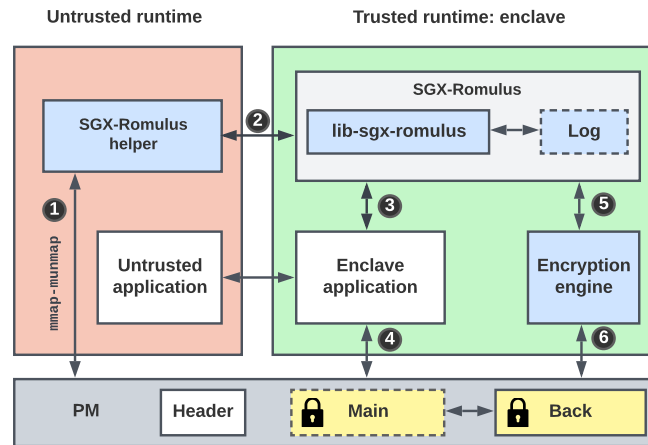 Untrusted runtime
Trusted runtime: enclave
SGX-Romulus
helper
2
SGX-Romulus
lib-sgx-romulus
Log
1
mmap-munmap
3
5
Untrusted
application
Enclave
application
Encryption
engine
4
6
PM
Header
Main
Back